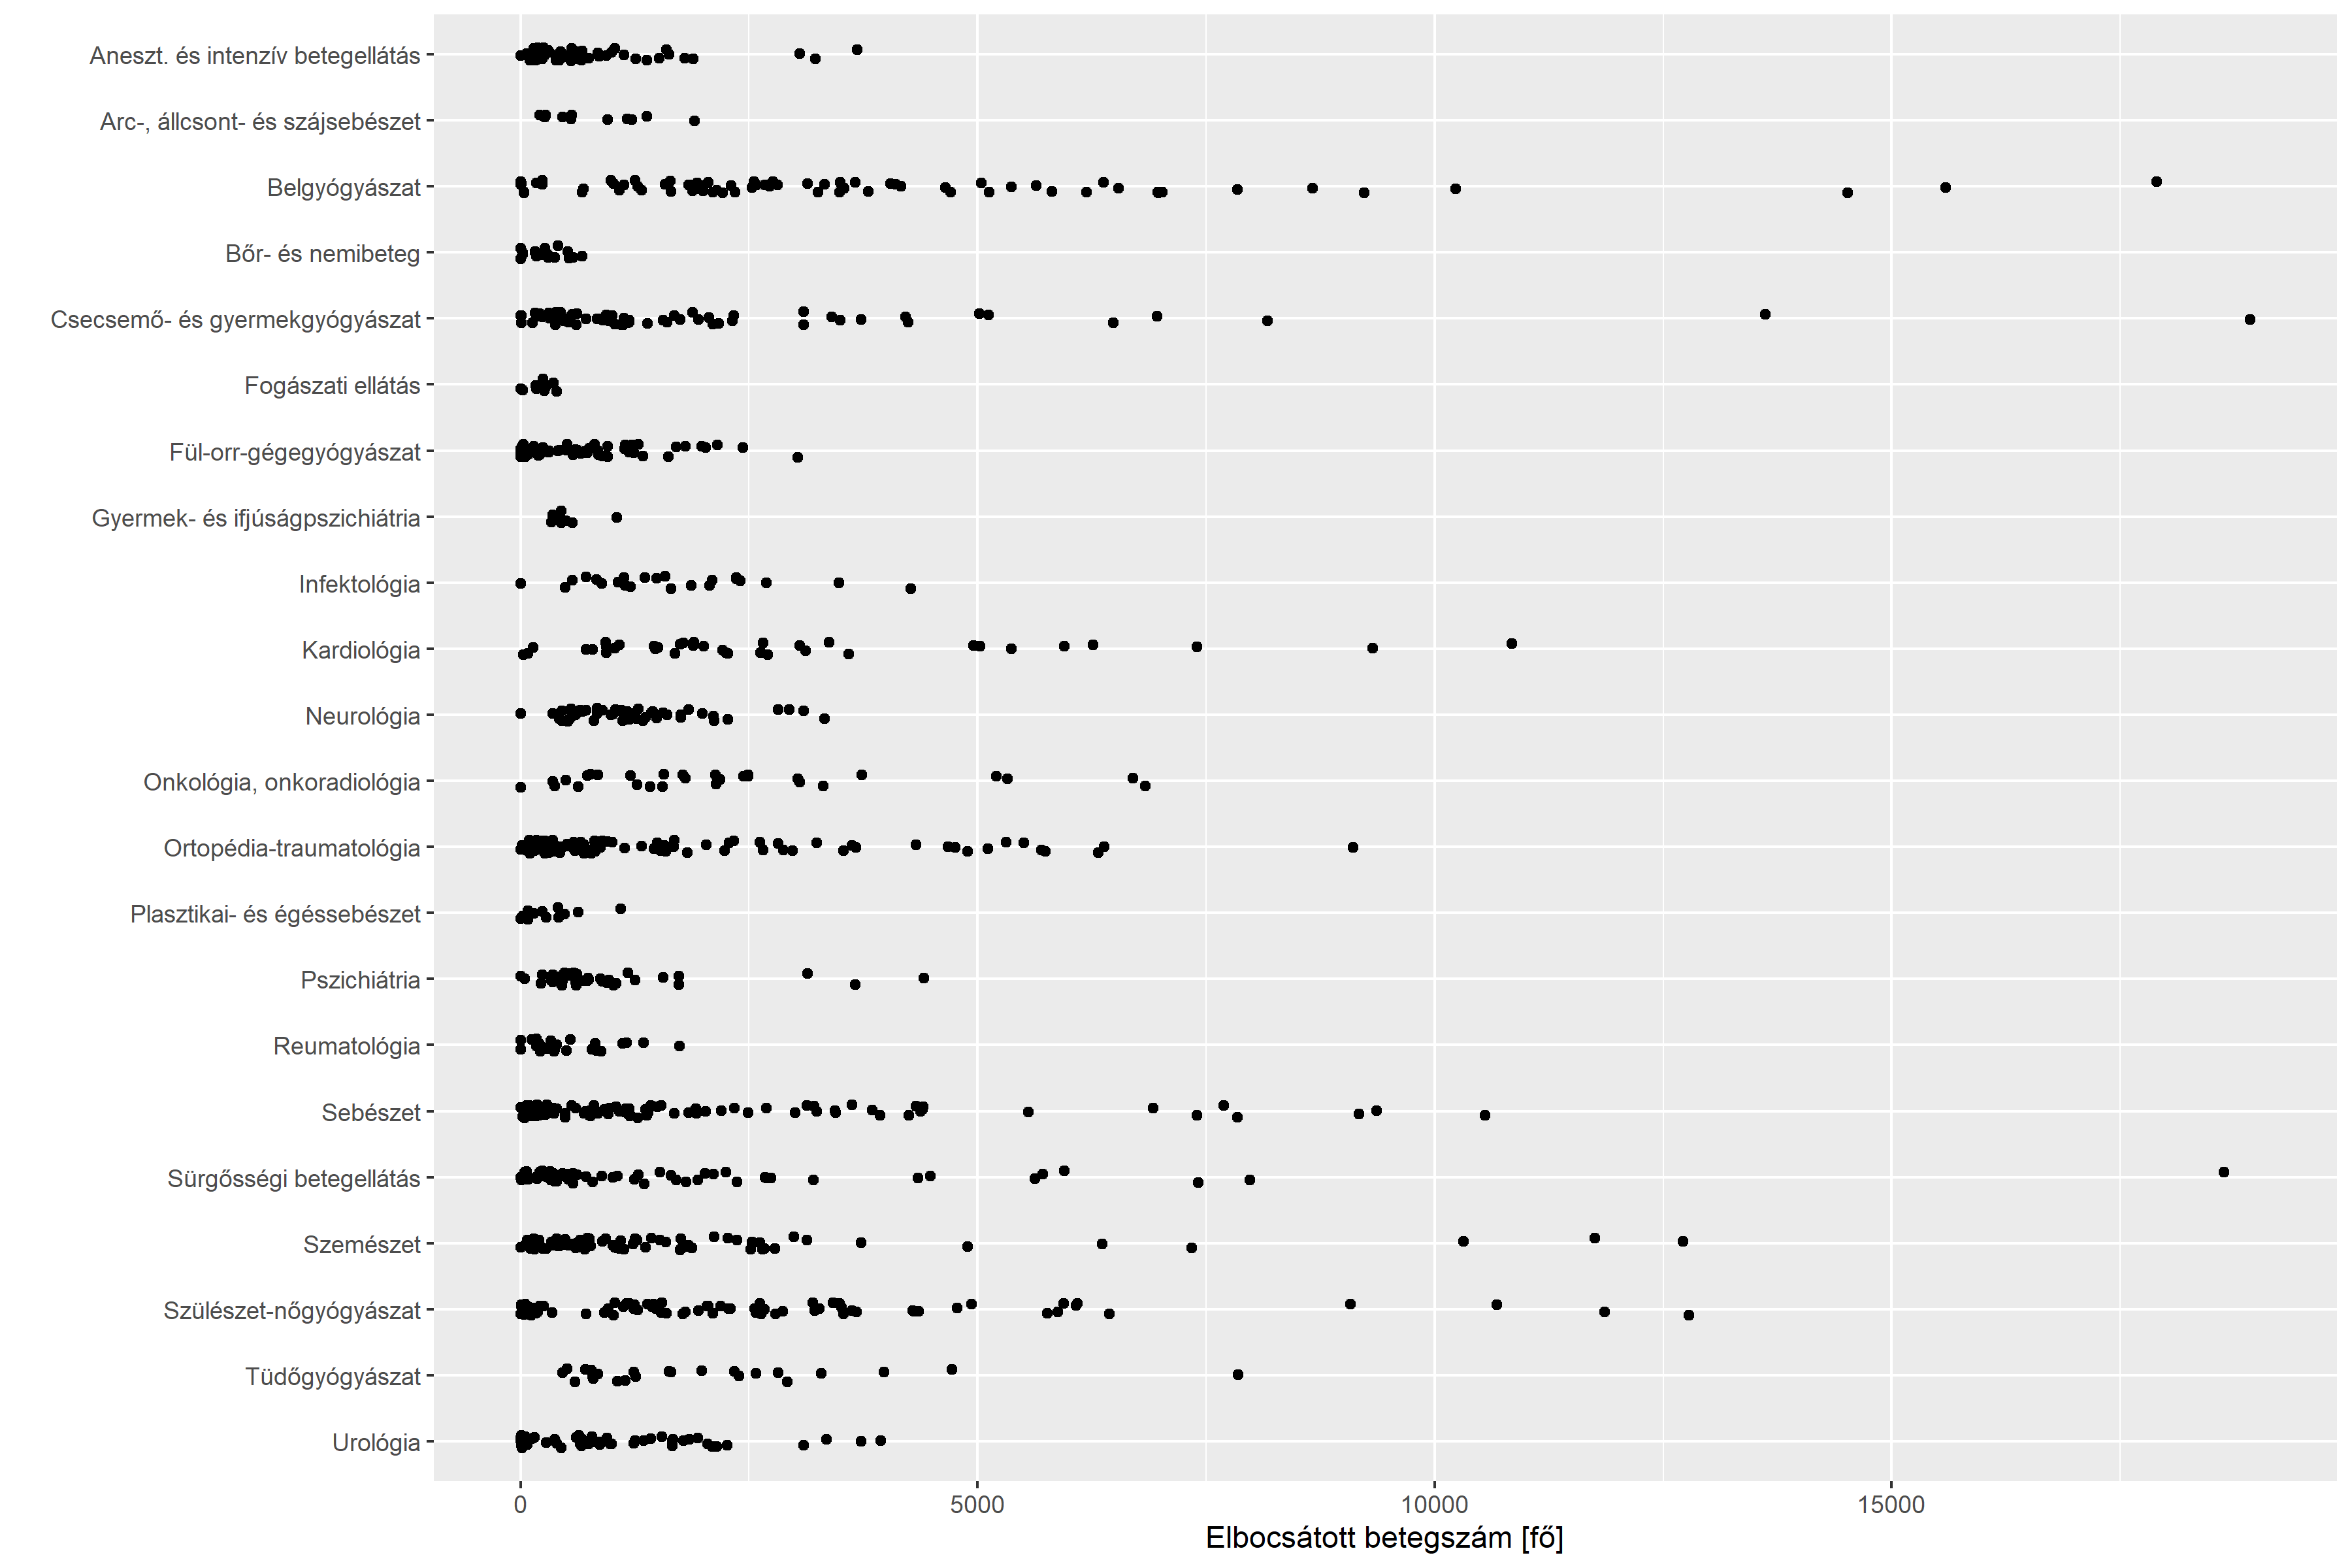 Aneszt. és intenzív betegellátás
Arc-, állcsont- és szájsebészet
Belgyógyászat
Bőr- és nemibeteg
Csecsemő- és gyermekgyógyászat
Fogászati ellátás
Fül-orr-gégegyógyászat
Gyermek- és ifjúságpszichiátria
Infektológia
Kardiológia
Neurológia
Onkológia, onkoradiológia
Ortopédia-traumatológia
Plasztikai- és égéssebészet
Pszichiátria
Reumatológia
Sebészet
Sürgősségi betegellátás
Szemészet
Szülészet-nőgyógyászat
Tüdőgyógyászat
Urológia
0 5000 10000 15000
Elbocsátott betegszám [fő]